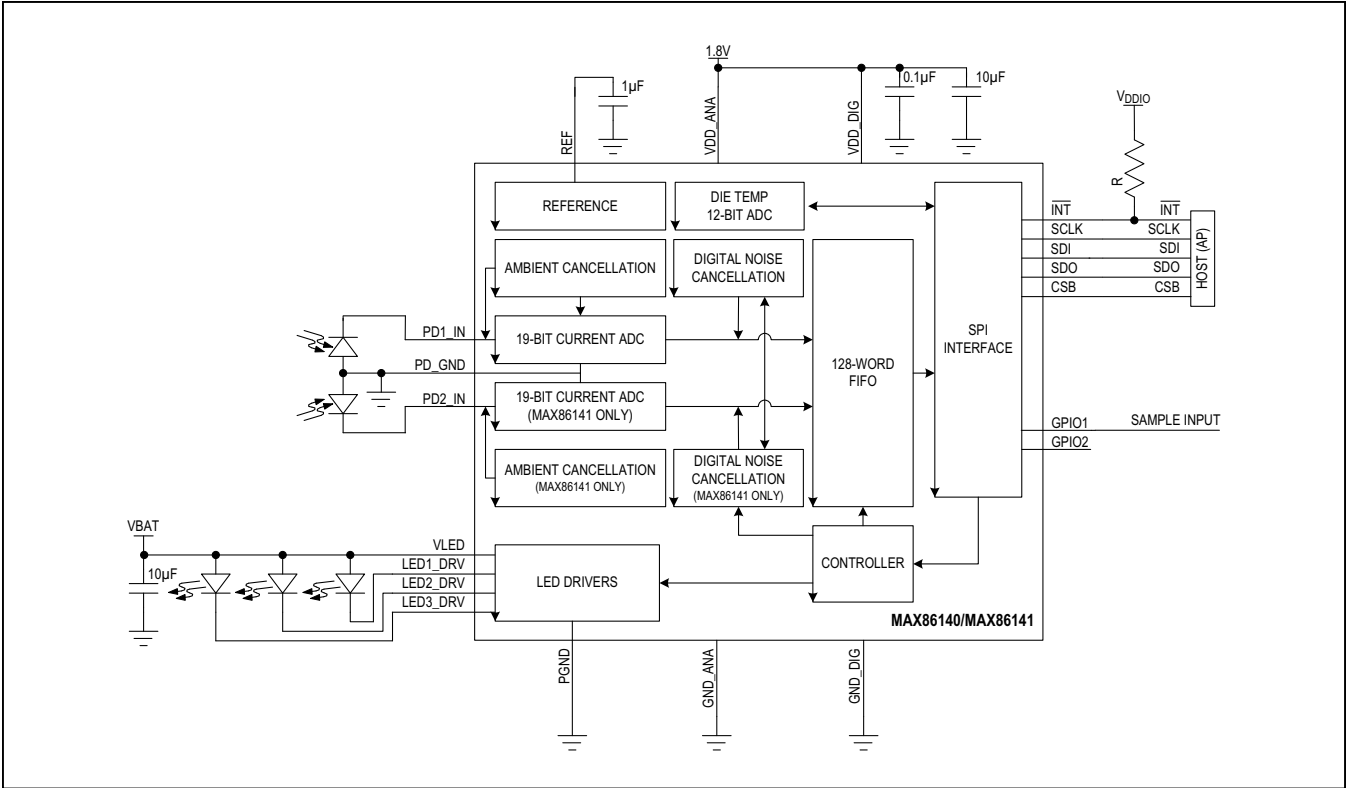 1.8V
1µF
0.1µF
10µF
VDDIO
REF
VDD_ANA
VDD_DIG
R
REFERENCE
DIE TEMP
12-BIT ADC
INT
INT
SCLK
SCLK
SDI
SDI
SDO
SDO
CSB
CSB
HOST (AP)
AMBIENT CANCELLATION
DIGITAL NOISE
CANCELLATION
PD1_IN
19-BIT CURRENT ADC
SPI
INTERFACE
PD_GND
128-WORD
FIFO
PD2_IN
19-BIT CURRENT ADC
(MAX86141 ONLY)
GPIO1
SAMPLE INPUT
GPIO2
AMBIENT CANCELLATION
(MAX86141 ONLY)
DIGITAL NOISE
CANCELLATION
(MAX86141 ONLY)
VBAT
10µF
VLED
LED1_DRV
LED2_DRV
LED3_DRV
LED DRIVERS
CONTROLLER
MAX86140/MAX86141
PGND
GND_ANA
GND_DIG